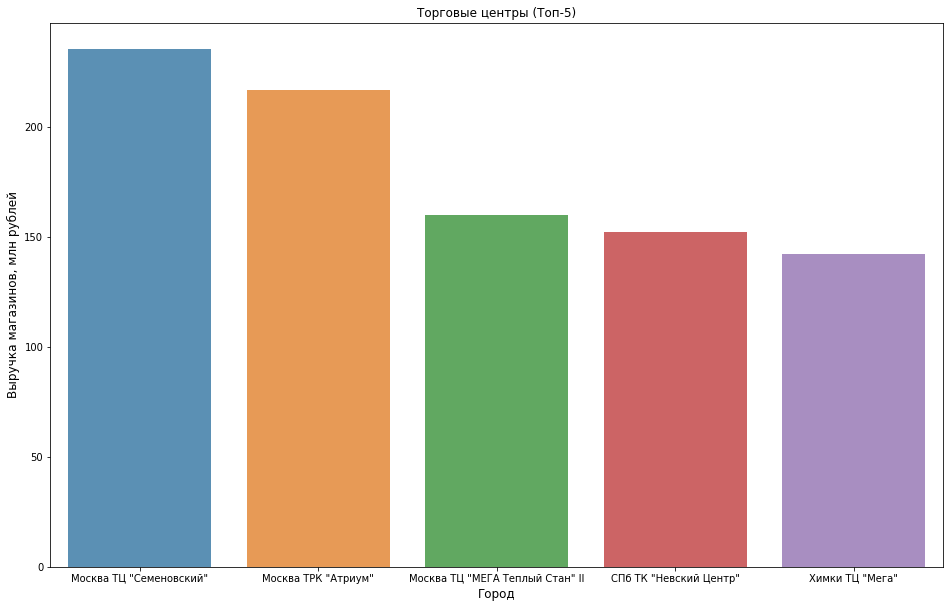 Торговые центры (Топ-5)
Выручка магазинов, млн рублей
200
150
100
50
0
Москва ТЦ "Семеновский"
Москва ТРК "Атриум"
Москва ТЦ "МЕГА Теплый Стан" II
СПб ТК "Невский Центр"
Химки ТЦ "Мега"
Город